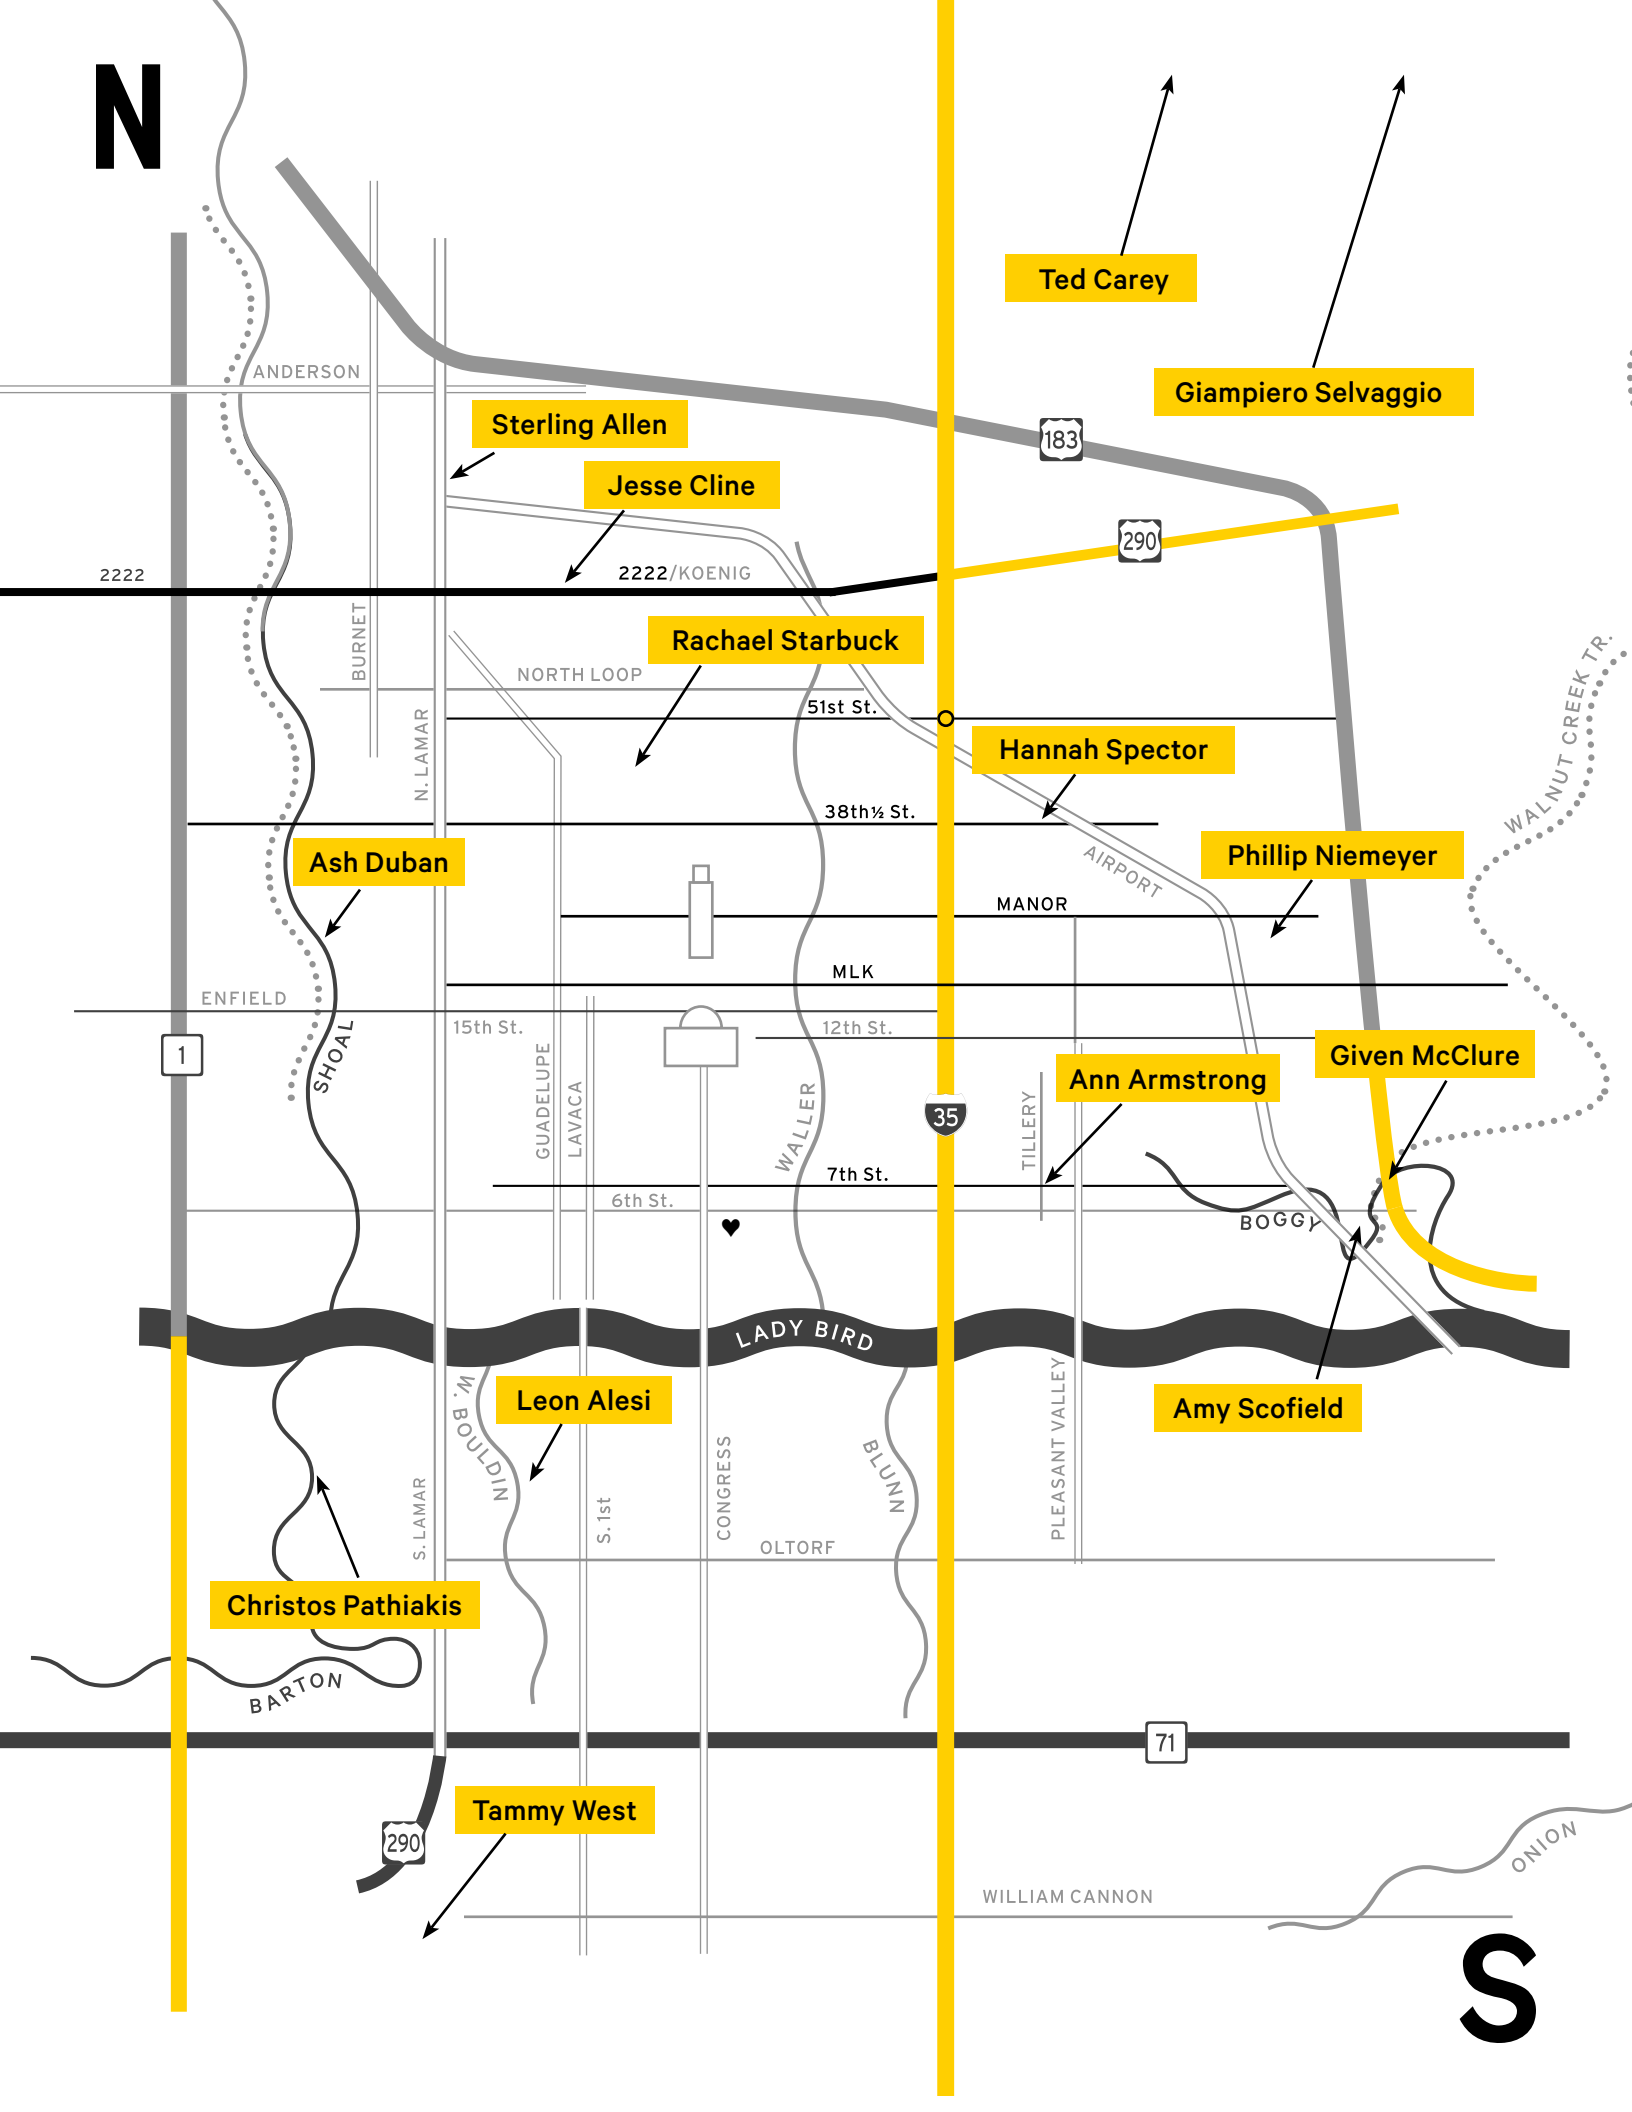 N
Ted Carey
ANDERSON
Giampiero Selvaggio
Sterling Allen
183
Jesse Cline
290
2222
2222/KOENIG
BURNET
Rachael Starbuck
WALNUT CREEK TR.
NORTH LOOP
51st St.
N. LAMAR
Hannah Spector
38th½ St.
Ash Duban
AIRPORT
Phillip Niemeyer
MANOR
MLK
ENFIELD
15th St.
12th St.
1
SHOAL
GUADELUPE
LAVACA
WALLER
35
TILLERY
Ann Armstrong
Given McClure
7th St.
6th St.
♥
BOGGY
LADY BIRD
W. BOULDIN
Leon Alesi
PLEASANT VALLEY
Amy Scofield
S. LAMAR
S. 1st
CONGRESS
BLUNN
OLTORF
Christos Pathiakis
BARTON
71
Tammy West
290
ONION
WILLIAM CANNON
S